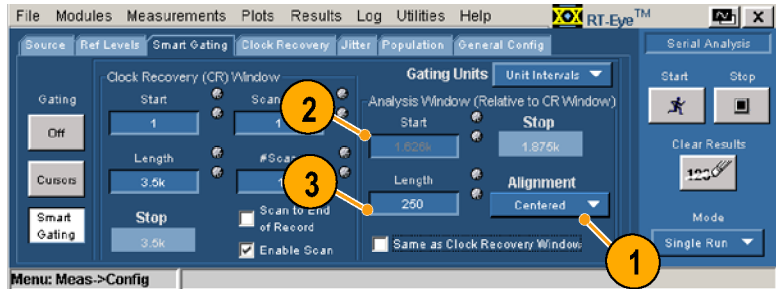 File Modules Measurements Plots Results Log Utilities Help RT-Eye™ X
Source Ref Levels Smart Gating Clock Recovery Jitter Population General Config Serial Analysis
Gating
Off
Cursors
Smart
Gating
Clock Recovery (CR) Window
Start
1
Length
3.5k
Stop
3.5k
Scan
1
#Scan
Scan to End
of Record
Enable Scan
Gating Units Unit Intervals
Analysis Window (Relative to CR Window)
Start
1.626k
Stop
1.875k
Length
250
Alignment
Centered
Same as Clock Recovery Window
2
3
1
Start Stop
Clear Results
Mode
Single Run
Menu: Meas->Config